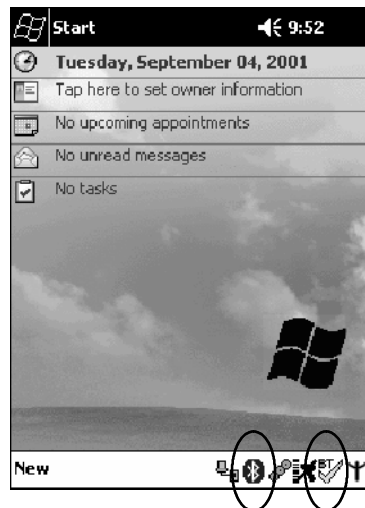 Start 9:52
Tuesday, September 04, 2001
Tap here to set owner information
No upcoming appointments
No unread messages
No tasks
New
BT